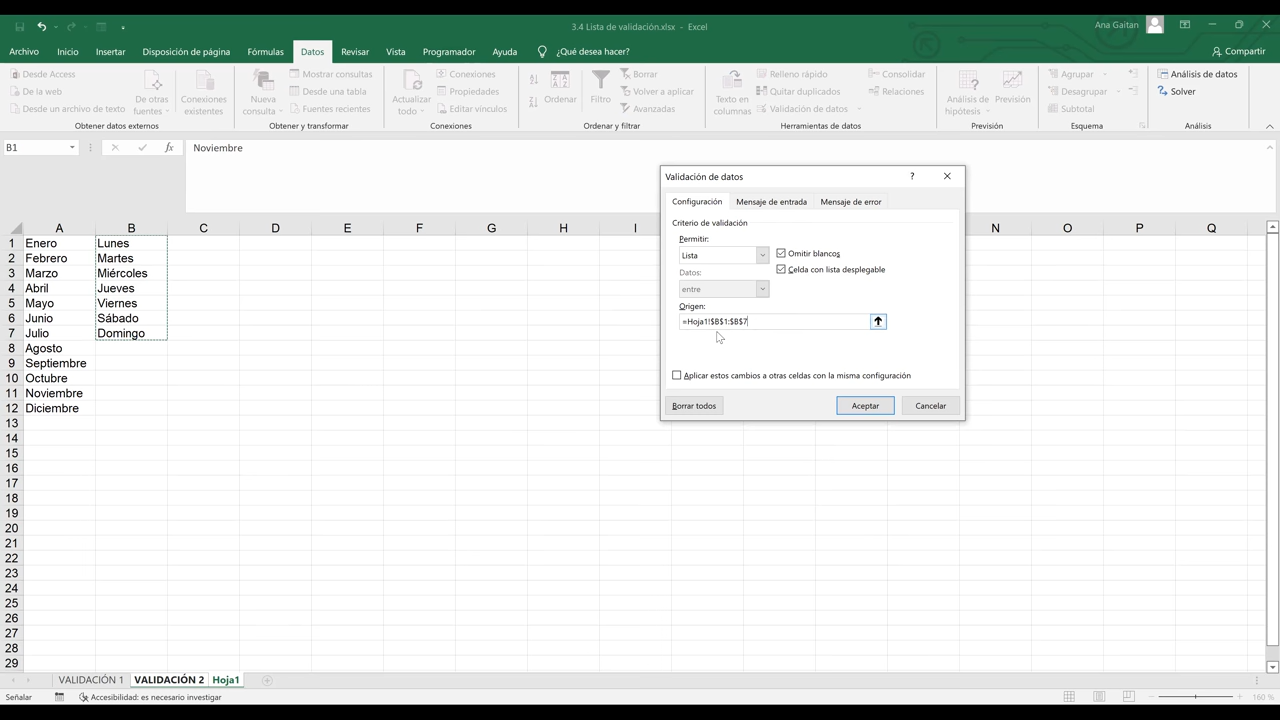 3.4 Lista de validación.xlsx - Excel
Ana Gaitan
Archivo Inicio Insertar Disposición de página Fórmulas Datos Revisar Vista Programador Ayuda ¿Qué desea hacer? Compartir
Desde Access
De la web
Desde un archivo de texto
De otras fuentes
Conexiones existentes
Obtener datos externos
Nueva consulta
Mostrar consultas
Desde una tabla
Fuentes recientes
Obtener y transformar
Actualizar todo
Conexiones
Propiedades
Editar vínculos
Conexiones
Ordenar
Filtro
Borrar
Volver a aplicar
Avanzadas
Ordenar y filtrar
Texto en columnas
Relleno rápido
Quitar duplicados
Validación de datos
Consolidar
Relaciones
Herramientas de datos
Análisis de hipótesis
Previsión
Previsión
Agrupar
Desagrupar
Subtotal
Esquema
Análisis de datos
Solver
Análisis
B1 fx Noviembre
A B C D E F G H I N O P Q
1 Enero Lunes
2 Febrero Martes
3 Marzo Miércoles
4 Abril Jueves
5 Mayo Viernes
6 Junio Sábado
7 Julio Domingo
8 Agosto
9 Septiembre
10 Octubre
11 Noviembre
12 Diciembre
13
14
15
16
17
18
19
20
21
22
23
24
25
26
27
28
29
Validación de datos ?
Configuración Mensaje de entrada Mensaje de error
Criterio de validación
Permitir:
Lista
Omitir blancos
Celda con lista desplegable
Datos:
entre
Origen:
=Hoja1!$B$1:$B$7
Aplicar estos cambios a otras celdas con la misma configuración
Borrar todos Aceptar Cancelar
VALIDACIÓN 1 VALIDACIÓN 2 Hoja1
Señalar Accesibilidad: es necesario investigar 160 %